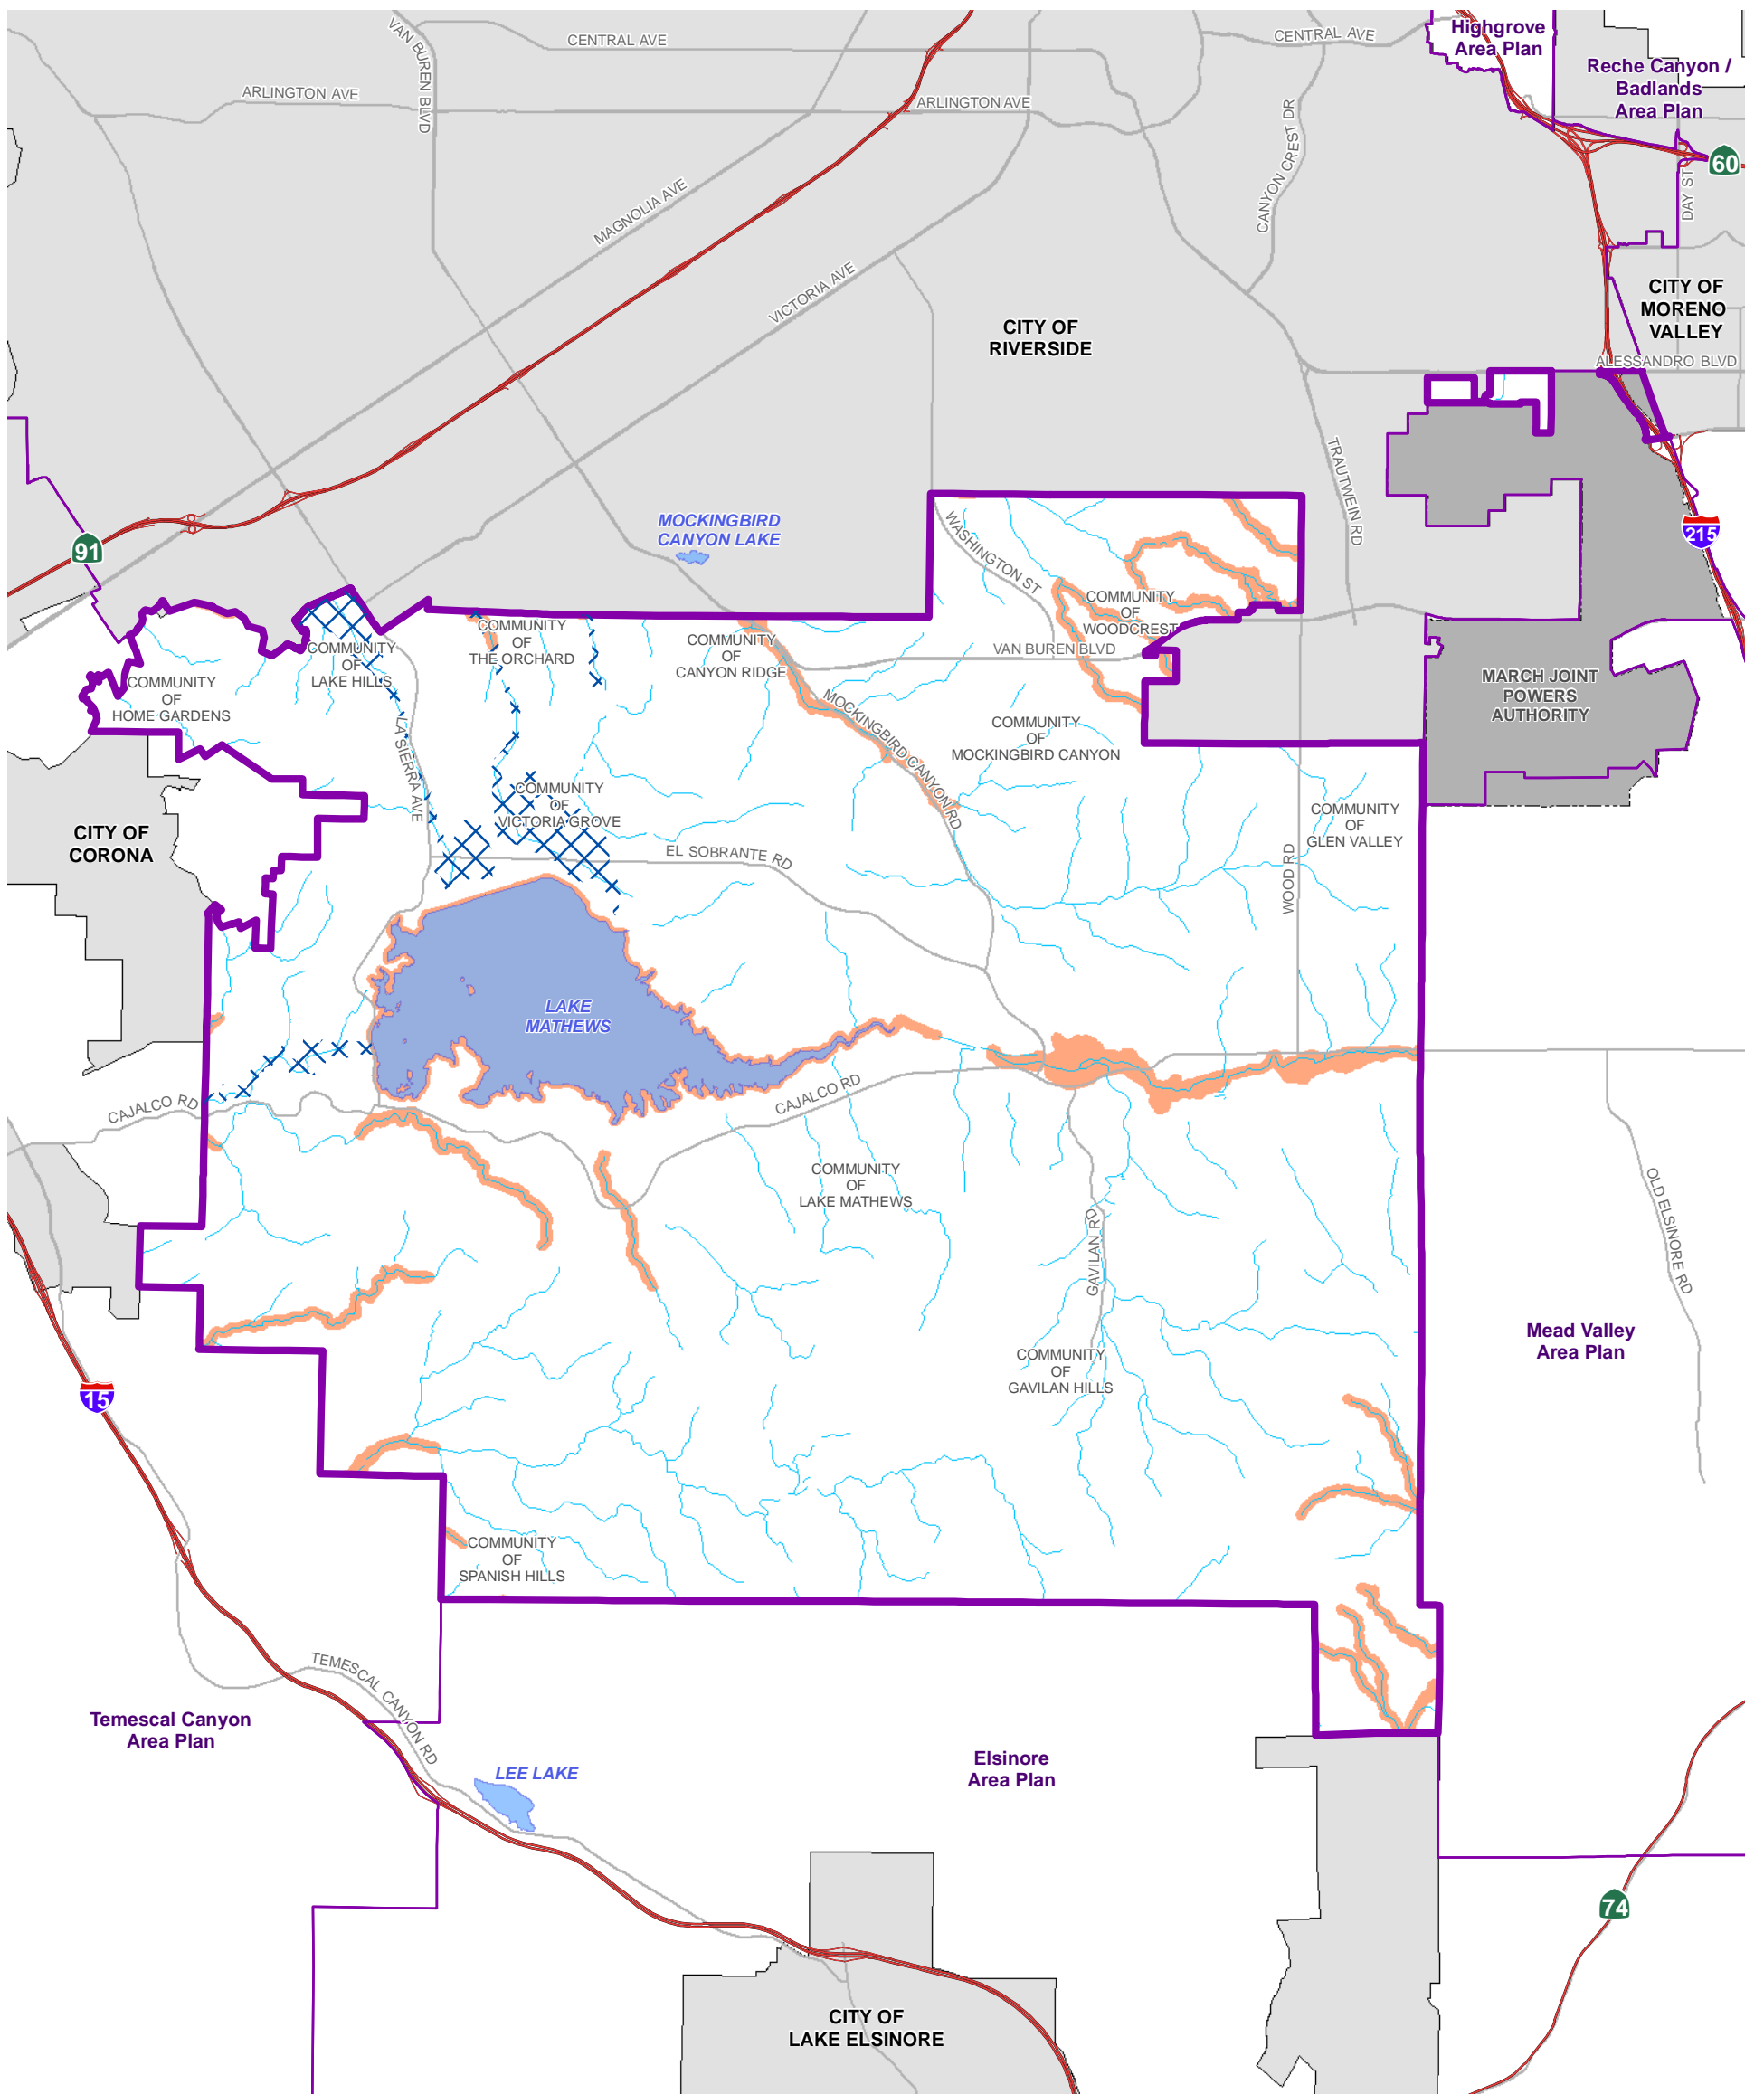 VAN BUREN BLVD
CENTRAL AVE
CENTRAL AVE
Highgrove
Area Plan
Reche Canyon /
Badlands
Area Plan
ARLINGTON AVE
ARLINGTON AVE
CANYON CREST DR
60
DAY ST
MAGNOLIA AVE
VICTORIA AVE
CITY OF
RIVERSIDE
CITY OF
MORENO
VALLEY
ALESSANDRO BLVD
TRAUTWEIN RD
91
MOCKINGBIRD
CANYON LAKE
WASHINGTON ST
215
COMMUNITY
OF
WOODCREST
COMMUNITY
OF
LAKE HILLS
COMMUNITY
OF
THE ORCHARD
COMMUNITY
OF
CANYON RIDGE
VAN BUREN BLVD
COMMUNITY
OF
HOME GARDENS
MARCH JOINT
POWERS
AUTHORITY
LA SIERRA AVE
MOCKINGBIRD CANYON RD
COMMUNITY
OF
MOCKINGBIRD CANYON
COMMUNITY
OF
VICTORIA GROVE
COMMUNITY
OF
GLEN VALLEY
CITY OF
CORONA
EL SOBRANTE RD
WOOD RD
LAKE
MATHEWS
CAJALCO RD
CAJALCO RD
COMMUNITY
OF
LAKE MATHEWS
GAVILAN RD
OLD ELSINORE RD
Mead Valley
Area Plan
COMMUNITY
OF
GAVILAN HILLS
15
COMMUNITY
OF
SPANISH HILLS
TEMESCAL CANYON RD
Temescal Canyon
Area Plan
LEE LAKE
Elsinore
Area Plan
74
CITY OF
LAKE ELSINORE